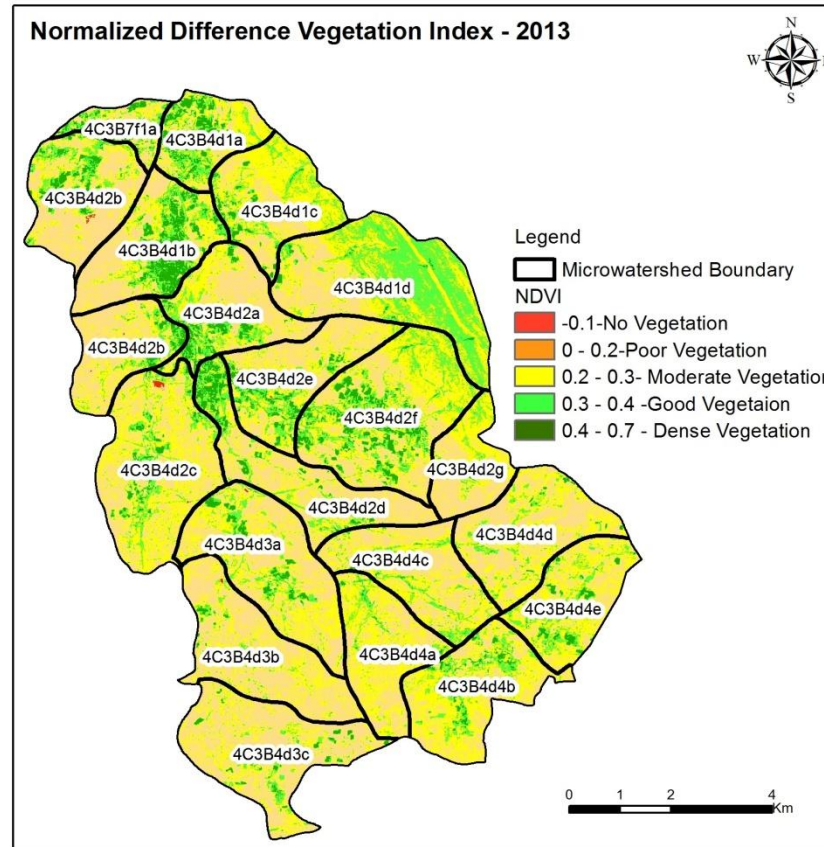 Normalized Difference Vegetation Index - 2013
N
W
S
4C3B7f1a
4C3B4d1a
4C3B4d2b
4C3B4d1c
4C3B4d1b
4C3B4d1d
4C3B4d2a
4C3B4d2b
4C3B4d2e
4C3B4d2f
4C3B4d2c
4C3B4d2g
4C3B4d2d
4C3B4d3a
4C3B4d4d
4C3B4d4c
4C3B4d4e
4C3B4d3b
4C3B4d4a
4C3B4d4b
4C3B4d3c
Legend
Microwatershed Boundary
NDVI
-0.1-No Vegetation
0 - 0.2-Poor Vegetation
0.2 - 0.3- Moderate Vegetation
0.3 - 0.4 -Good Vegetaion
0.4 - 0.7 - Dense Vegetation
0 1 2 4
Km